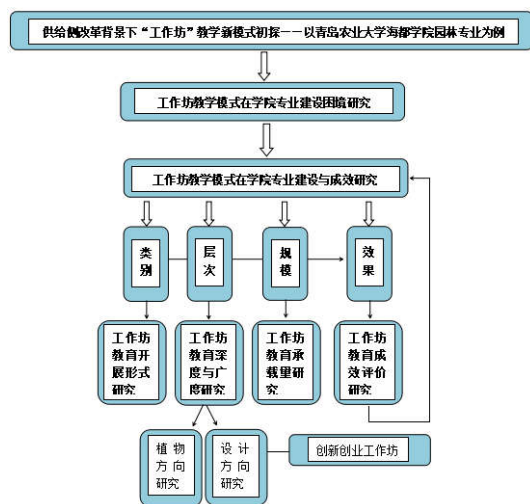 供给侧改革背景下“工作坊”教学新模式初探——以青岛农业大学海都学院园林专业为例
工作坊教学模式在学院专业建设困境研究
工作坊教学模式在学院专业建设与成效研究
类
别
层
次
规
模
效
果
工作坊
教育开
展形式
研究
工作坊
教育深
度与广
度研究
工作坊
教育承
载量研
究
工作坊
教育成
效评价
研究
植物
方向
研究
设计
方向
研究
创新创业工作坊